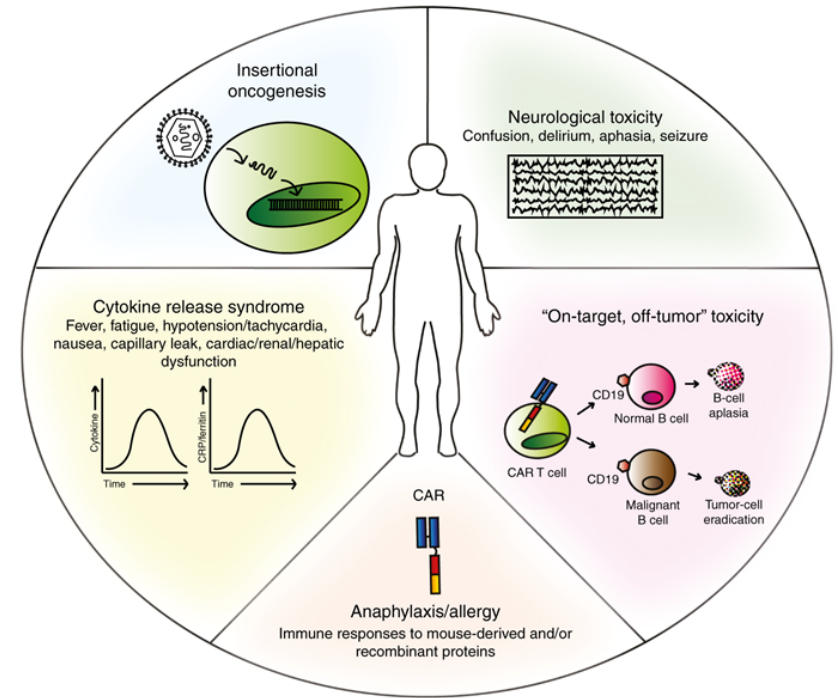 Insertional
oncogenesis
Neurological toxicity
Confusion, delirium, aphasia, seizure
Cytokine release syndrome
Fever, fatigue, hypotension/tachycardia,
nausea, capillary leak, cardiac/renal/hepatic
dysfunction
Cytokine
Time
CRP/ferritin
Time
"On-target, off-tumor" toxicity
CD19
Normal B cell
B-cell
aplasia
CAR T cell
CD19
Malignant
B cell
Tumor-cell
eradication
CAR
Anaphylaxis/allergy
Immune responses to mouse-derived and/or
recombinant proteins